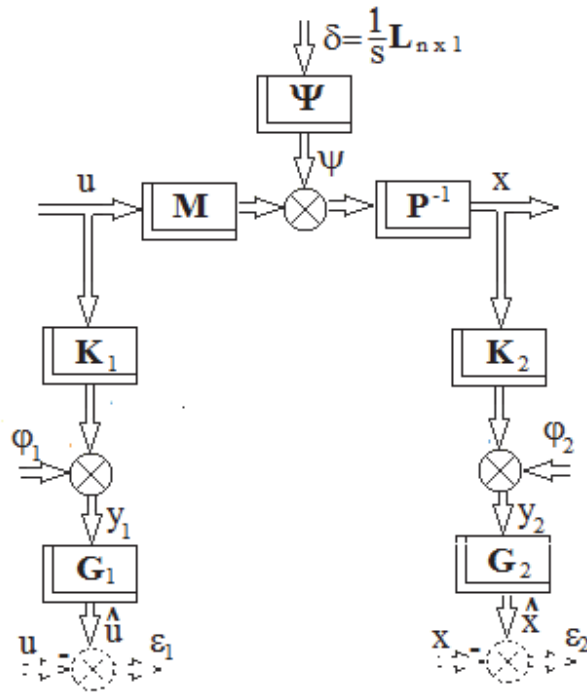 δ=1/s L n x 1
Ψ
ψ
u
M
P⁻¹
x
K₁
K₂
φ₁
φ₂
y₁
y₂
G₁
G₂
û
x̂
u
-
ε₁
x
-
ε₂